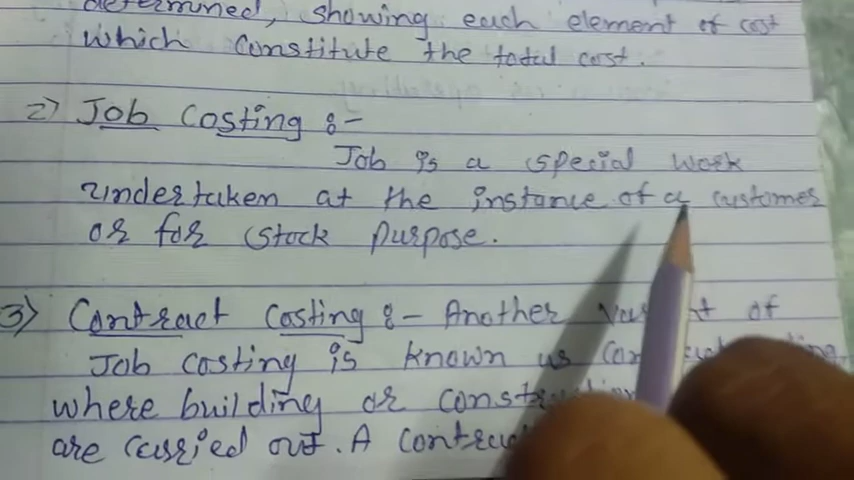 determined, showing each element of cost
which constitute the total cost.
2) Job Costing :-
Job is a special work
undertaken at the instance of a customer
or for stock purpose.
3) Contract Costing :- Another of
Job costing is known as
where building or
are carried out. A